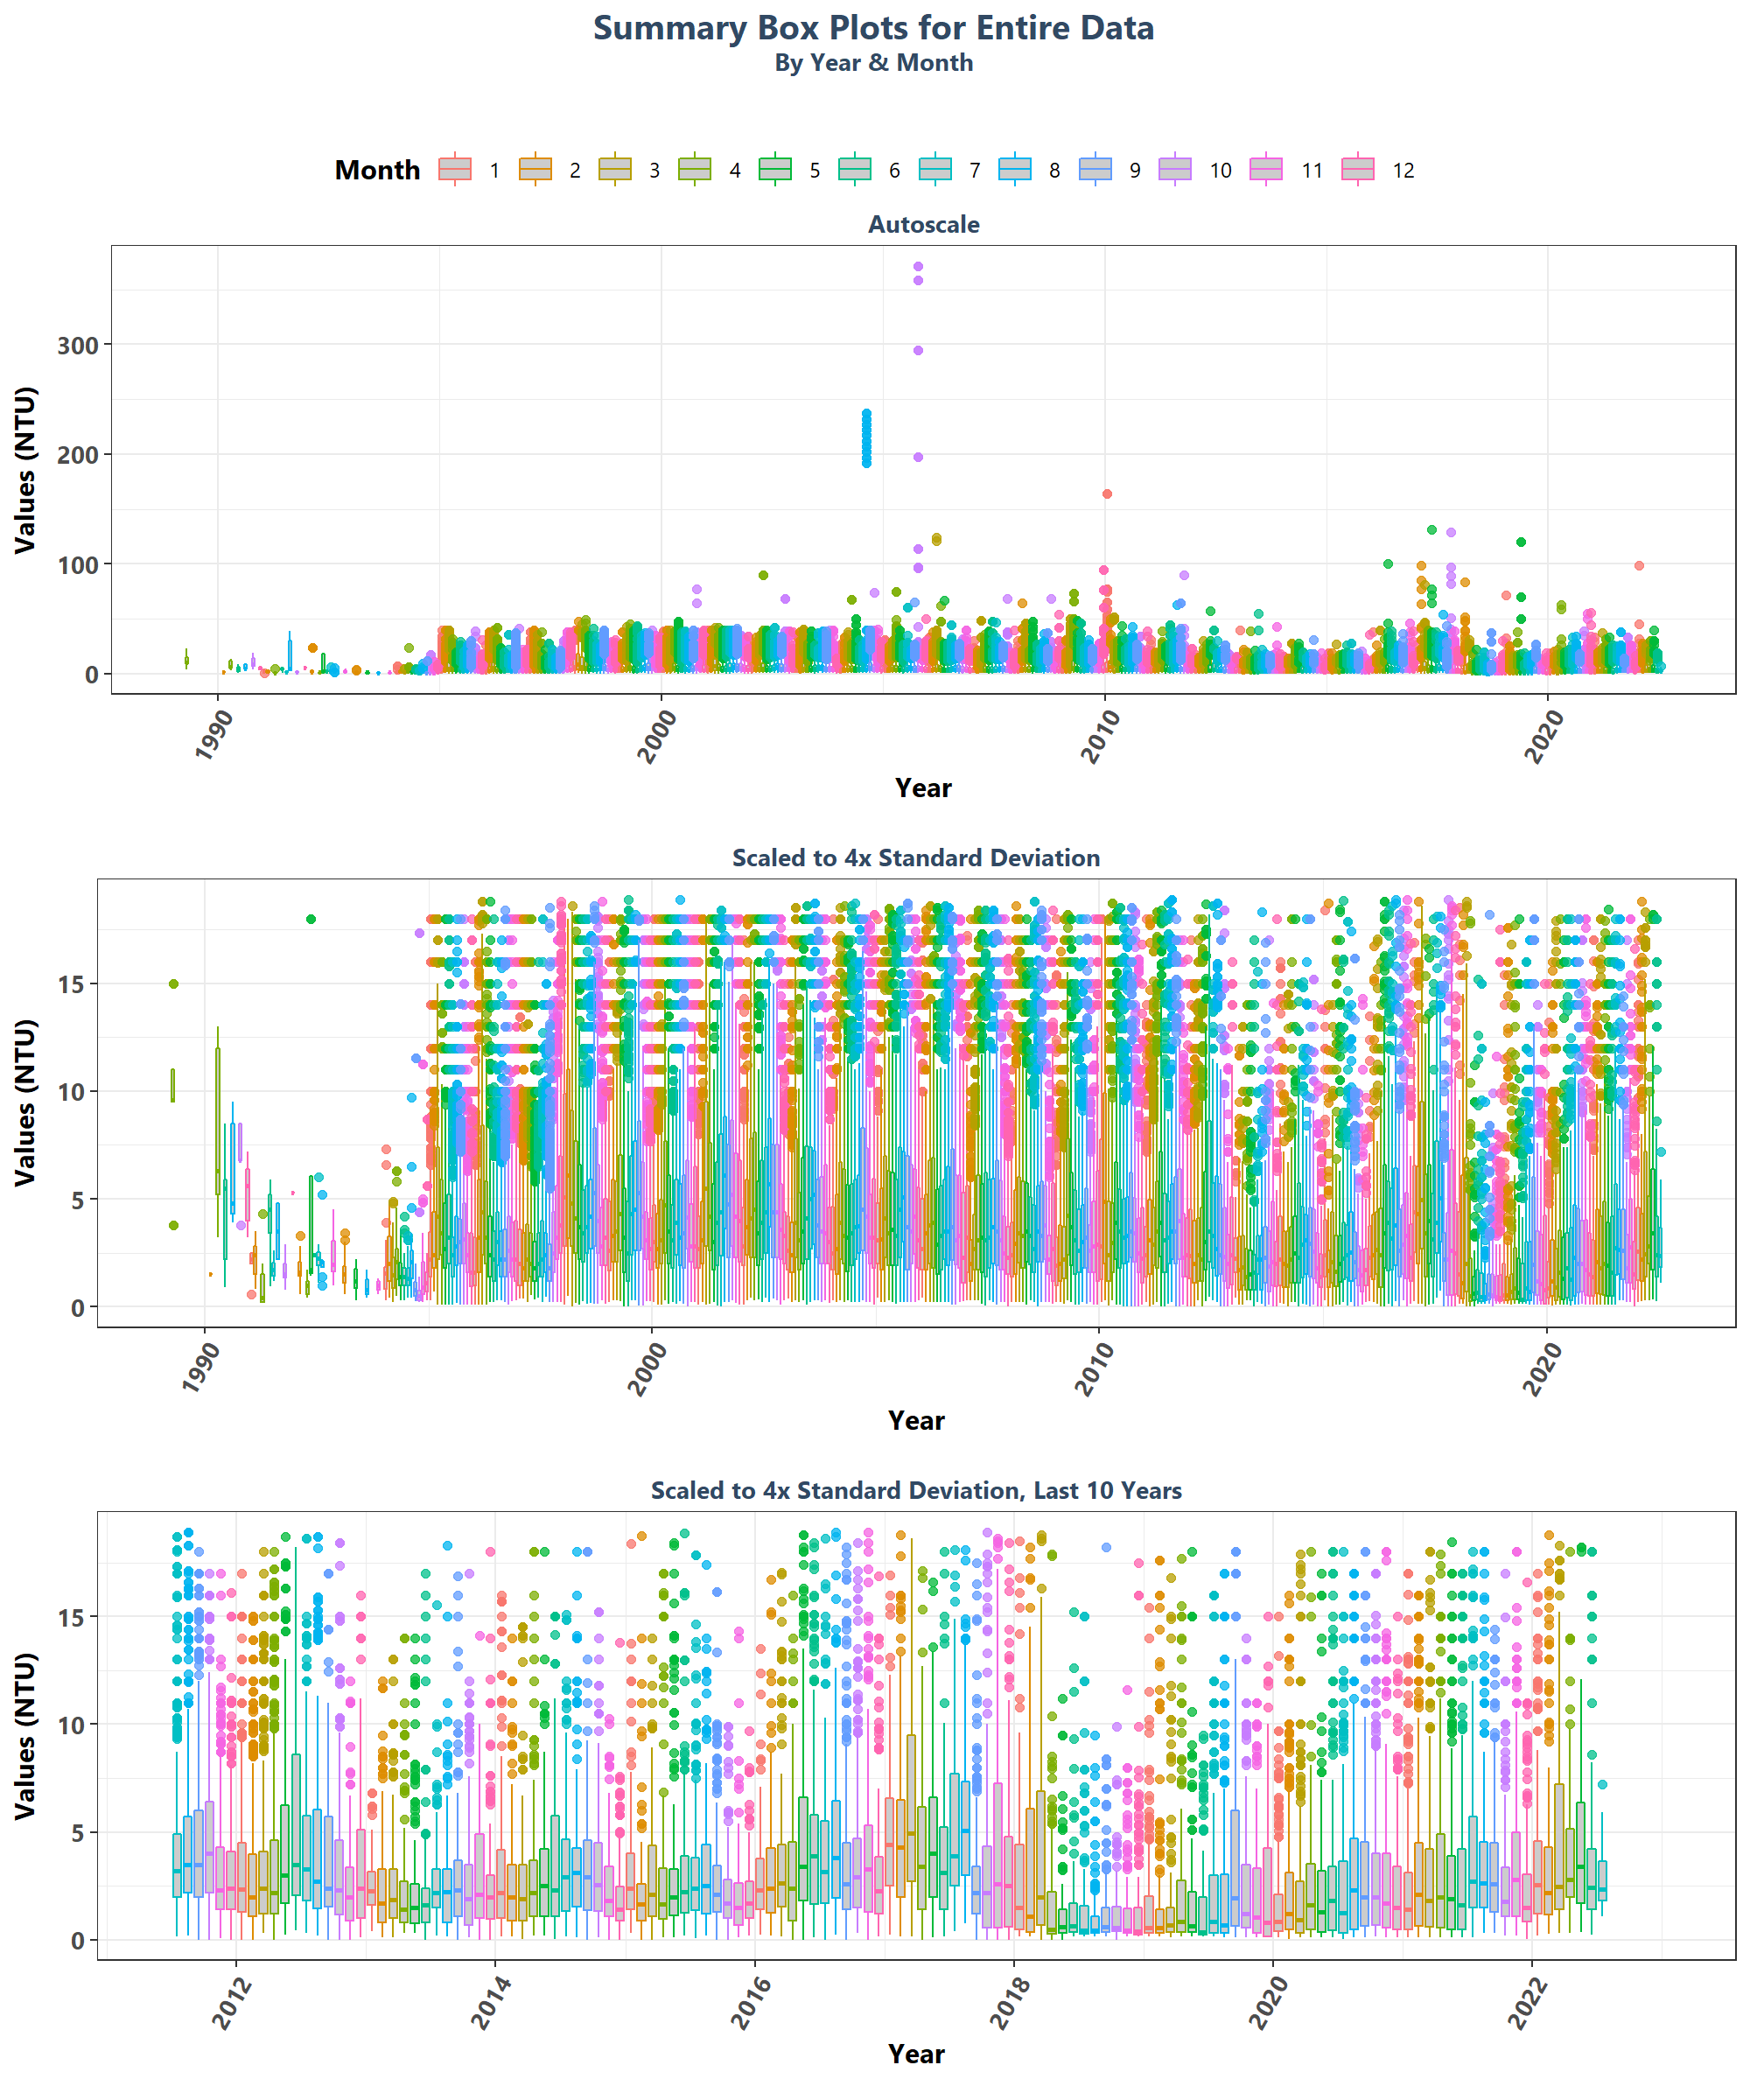 Summary Box Plots for Entire Data
By Year & Month
Month 1 2 3 4 5 6 7 8 9 10 11 12
Autoscale
Values (NTU)
300
200
100
0
1990 2000 2010 2020
Year
Scaled to 4x Standard Deviation
Values (NTU)
15
10
5
0
1990 2000 2010 2020
Year
Scaled to 4x Standard Deviation, Last 10 Years
Values (NTU)
15
10
5
0
2012 2014 2016 2018 2020 2022
Year